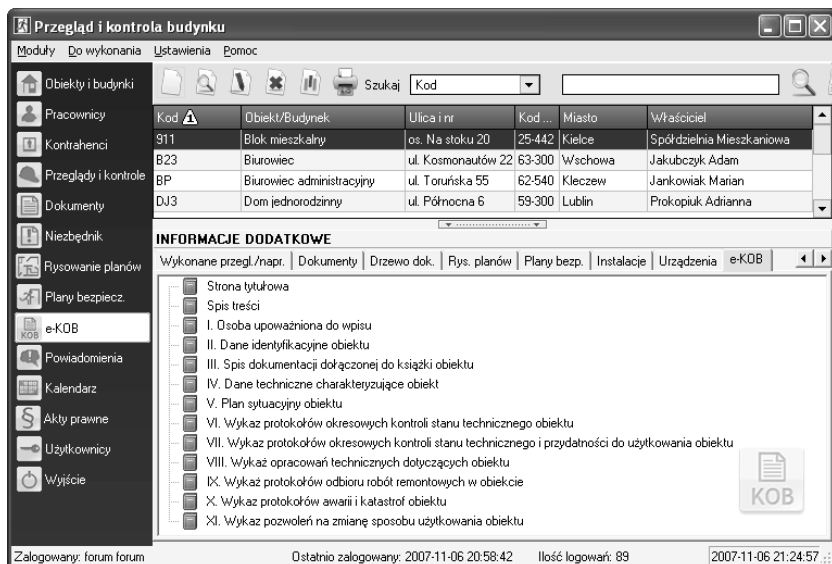 Przegląd i kontrola budynku
Moduły Do wykonania Ustawienia Pomoc
Obiekty i budynki
Pracownicy
Kontrahenci
Przeglądy i kontrole
Dokumenty
Niezbędnik
Rysowanie planów
Plany bezpiecz.
KOB e-KOB
Powiadomienia
Kalendarz
Akty prawne
Użytkownicy
Wyjście
Szukaj Kod
Kod Obiekt/Budynek Ulica i nr Kod ... Miasto Właściciel
911 Blok mieszkalny os. Na stoku 20 25-442 Kielce Spółdzielnia Mieszkaniowa
B23 Biurowiec ul. Kosmonautów 22 63-300 Wschowa Jakubczyk Adam
BP Biurowiec administracyjny ul. Toruńska 55 62-540 Kleczew Jankowiak Marian
DJ3 Dom jednorodzinny ul. Północna 6 59-300 Lublin Prokopiuk Adrianna
INFORMACJE DODATKOWE
Wykonane przegl./napr. Dokumenty Drzewo dok. Rys. planów Plany bezp. Instalacje Urządzenia e-KOB
Strona tytułowa
Spis treści
I. Osoba upoważniona do wpisu
II. Dane identyfikacyjne obiektu
III. Spis dokumentacji dołączonej do książki obiektu
IV. Dane techniczne charakteryzujące obiekt
V. Plan sytuacyjny obiektu
VI. Wykaz protokołów okresowych kontroli stanu technicznego obiektu
VII. Wykaz protokołów okresowych kontroli stanu technicznego i przydatności do użytkowania obiektu
VIII. Wykaż opracowań technicznych dotyczących obiektu
IX. Wykaż protokołów odbioru robót remontowych w obiekcie
X. Wykaz protokołów awarii i katastrof obiektu
XI. Wykaz pozwoleń na zmianę sposobu użytkowania obiektu
KOB
Zalogowany: forum forum Ostatnio zalogowany: 2007-11-06 20:58:42 Ilość logowań: 89 2007-11-06 21:24:57